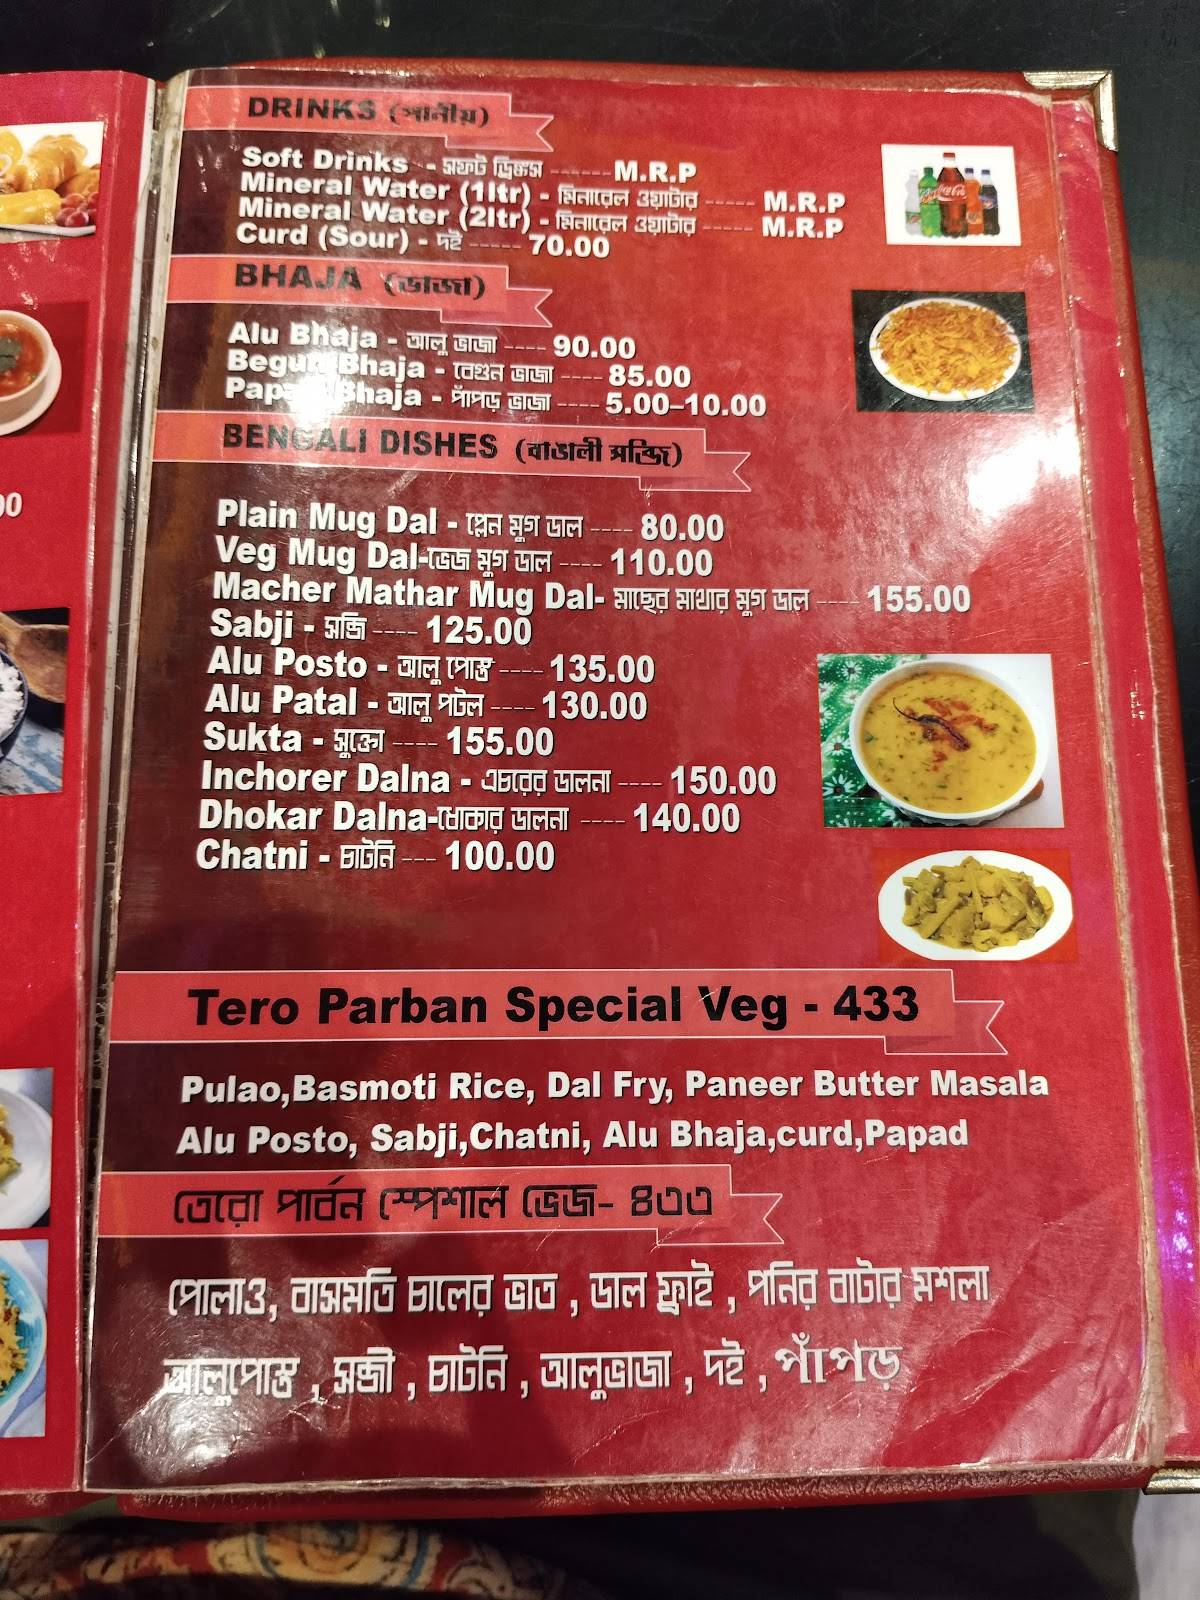 DRINKS (পানীয়)
Soft Drinks - সফট ড্রিঙ্কস ------ M.R.P
Mineral Water (1ltr) - মিনারেল ওয়াটার ----- M.R.P
Mineral Water (2ltr) - মিনারেল ওয়াটার ----- M.R.P
Curd (Sour) - দই ----- 70.00
BHAJA (ভাজা)
Alu Bhaja - আলু ভাজা ---- 90.00
Begun Bhaja - বেগুন ভাজা ---- 85.00
Papad Bhaja - পাঁপড় ভাজা ---- 5.00–10.00
BENGALI DISHES (বাঙালী সব্জি)
Plain Mug Dal - প্লেন মুগ ডাল ---- 80.00
Veg Mug Dal-ভেজ মুগ ডাল ---- 110.00
Macher Mathar Mug Dal- মাছের মাথার মুগ ডাল ---- 155.00
Sabji - সব্জি ---- 125.00
Alu Posto - আলু পোস্ত ---- 135.00
Alu Patal - আলু পটল ---- 130.00
Sukta - সুক্তো ---- 155.00
Inchorer Dalna - এচরের ডালনা ---- 150.00
Dhokar Dalna-ধোকার ডালনা ---- 140.00
Chatni - চাটনি --- 100.00
Tero Parban Special Veg - 433
Pulao,Basmoti Rice, Dal Fry, Paneer Butter Masala
Alu Posto, Sabji,Chatni, Alu Bhaja,curd,Papad
তেরো পার্বন স্পেশাল ভেজ- ৪৩৩
পোলাও, বাসমতি চালের ভাত , ডাল ফ্রাই , পনির বাটার মশলা
আলুপোস্ত , সব্জী , চাটনি , আলুভাজা , দই , পাঁপড়